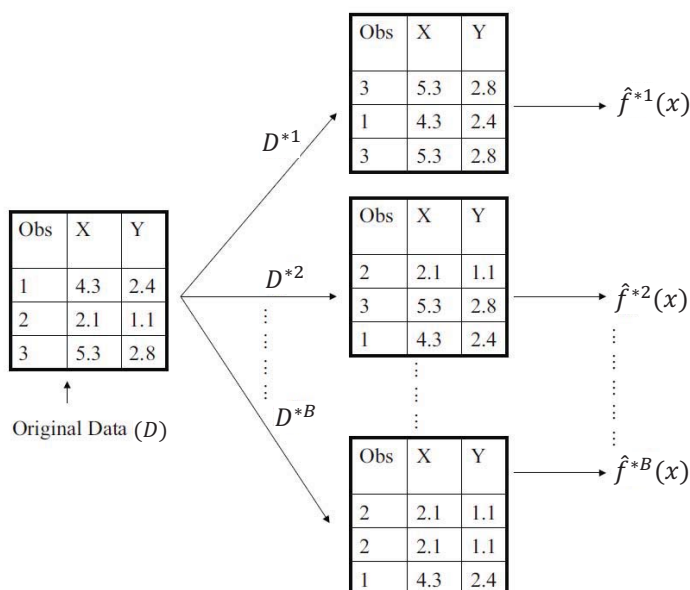 Obs X Y
3 5.3 2.8
1 4.3 2.4
3 5.3 2.8
f̂*¹(x)
D*¹
Obs X Y
1 4.3 2.4
2 2.1 1.1
3 5.3 2.8
Original Data (D)
D*²
Obs X Y
2 2.1 1.1
3 5.3 2.8
1 4.3 2.4
f̂*²(x)
D*ᴮ
Obs X Y
2 2.1 1.1
2 2.1 1.1
1 4.3 2.4
f̂*ᴮ(x)